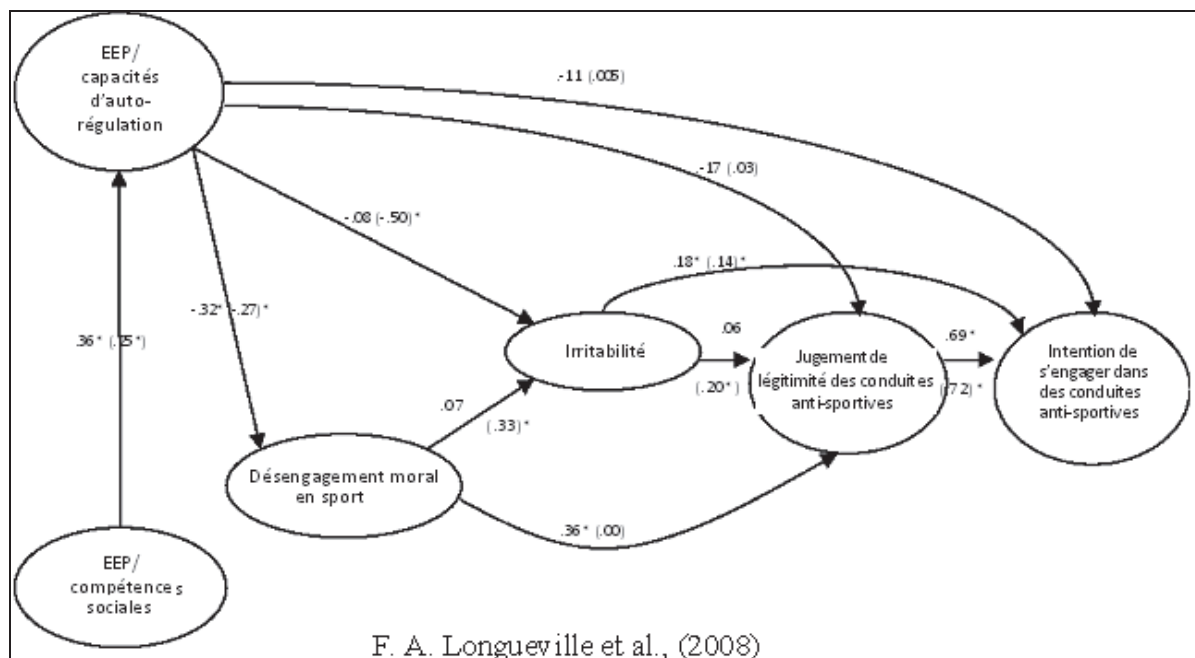 EEP/
capacités
d'auto-
régulation
.-11 (.005)
.-17 (.03)
-.08 (-.50)*
.18* (.14)*
-.32* (-.27)*
.36* (.25*)
Irritabilité
.06
(.20*)
Jugement de
légitimité des conduites
anti-sportives
.69*
(.72)*
Intention de
s'engager dans
des conduites
anti-sportives
.07
(.33)*
Désengagement moral
en sport
.36* (.00)
EEP/
compétences
sociales
F. A. Longueville et al., (2008)